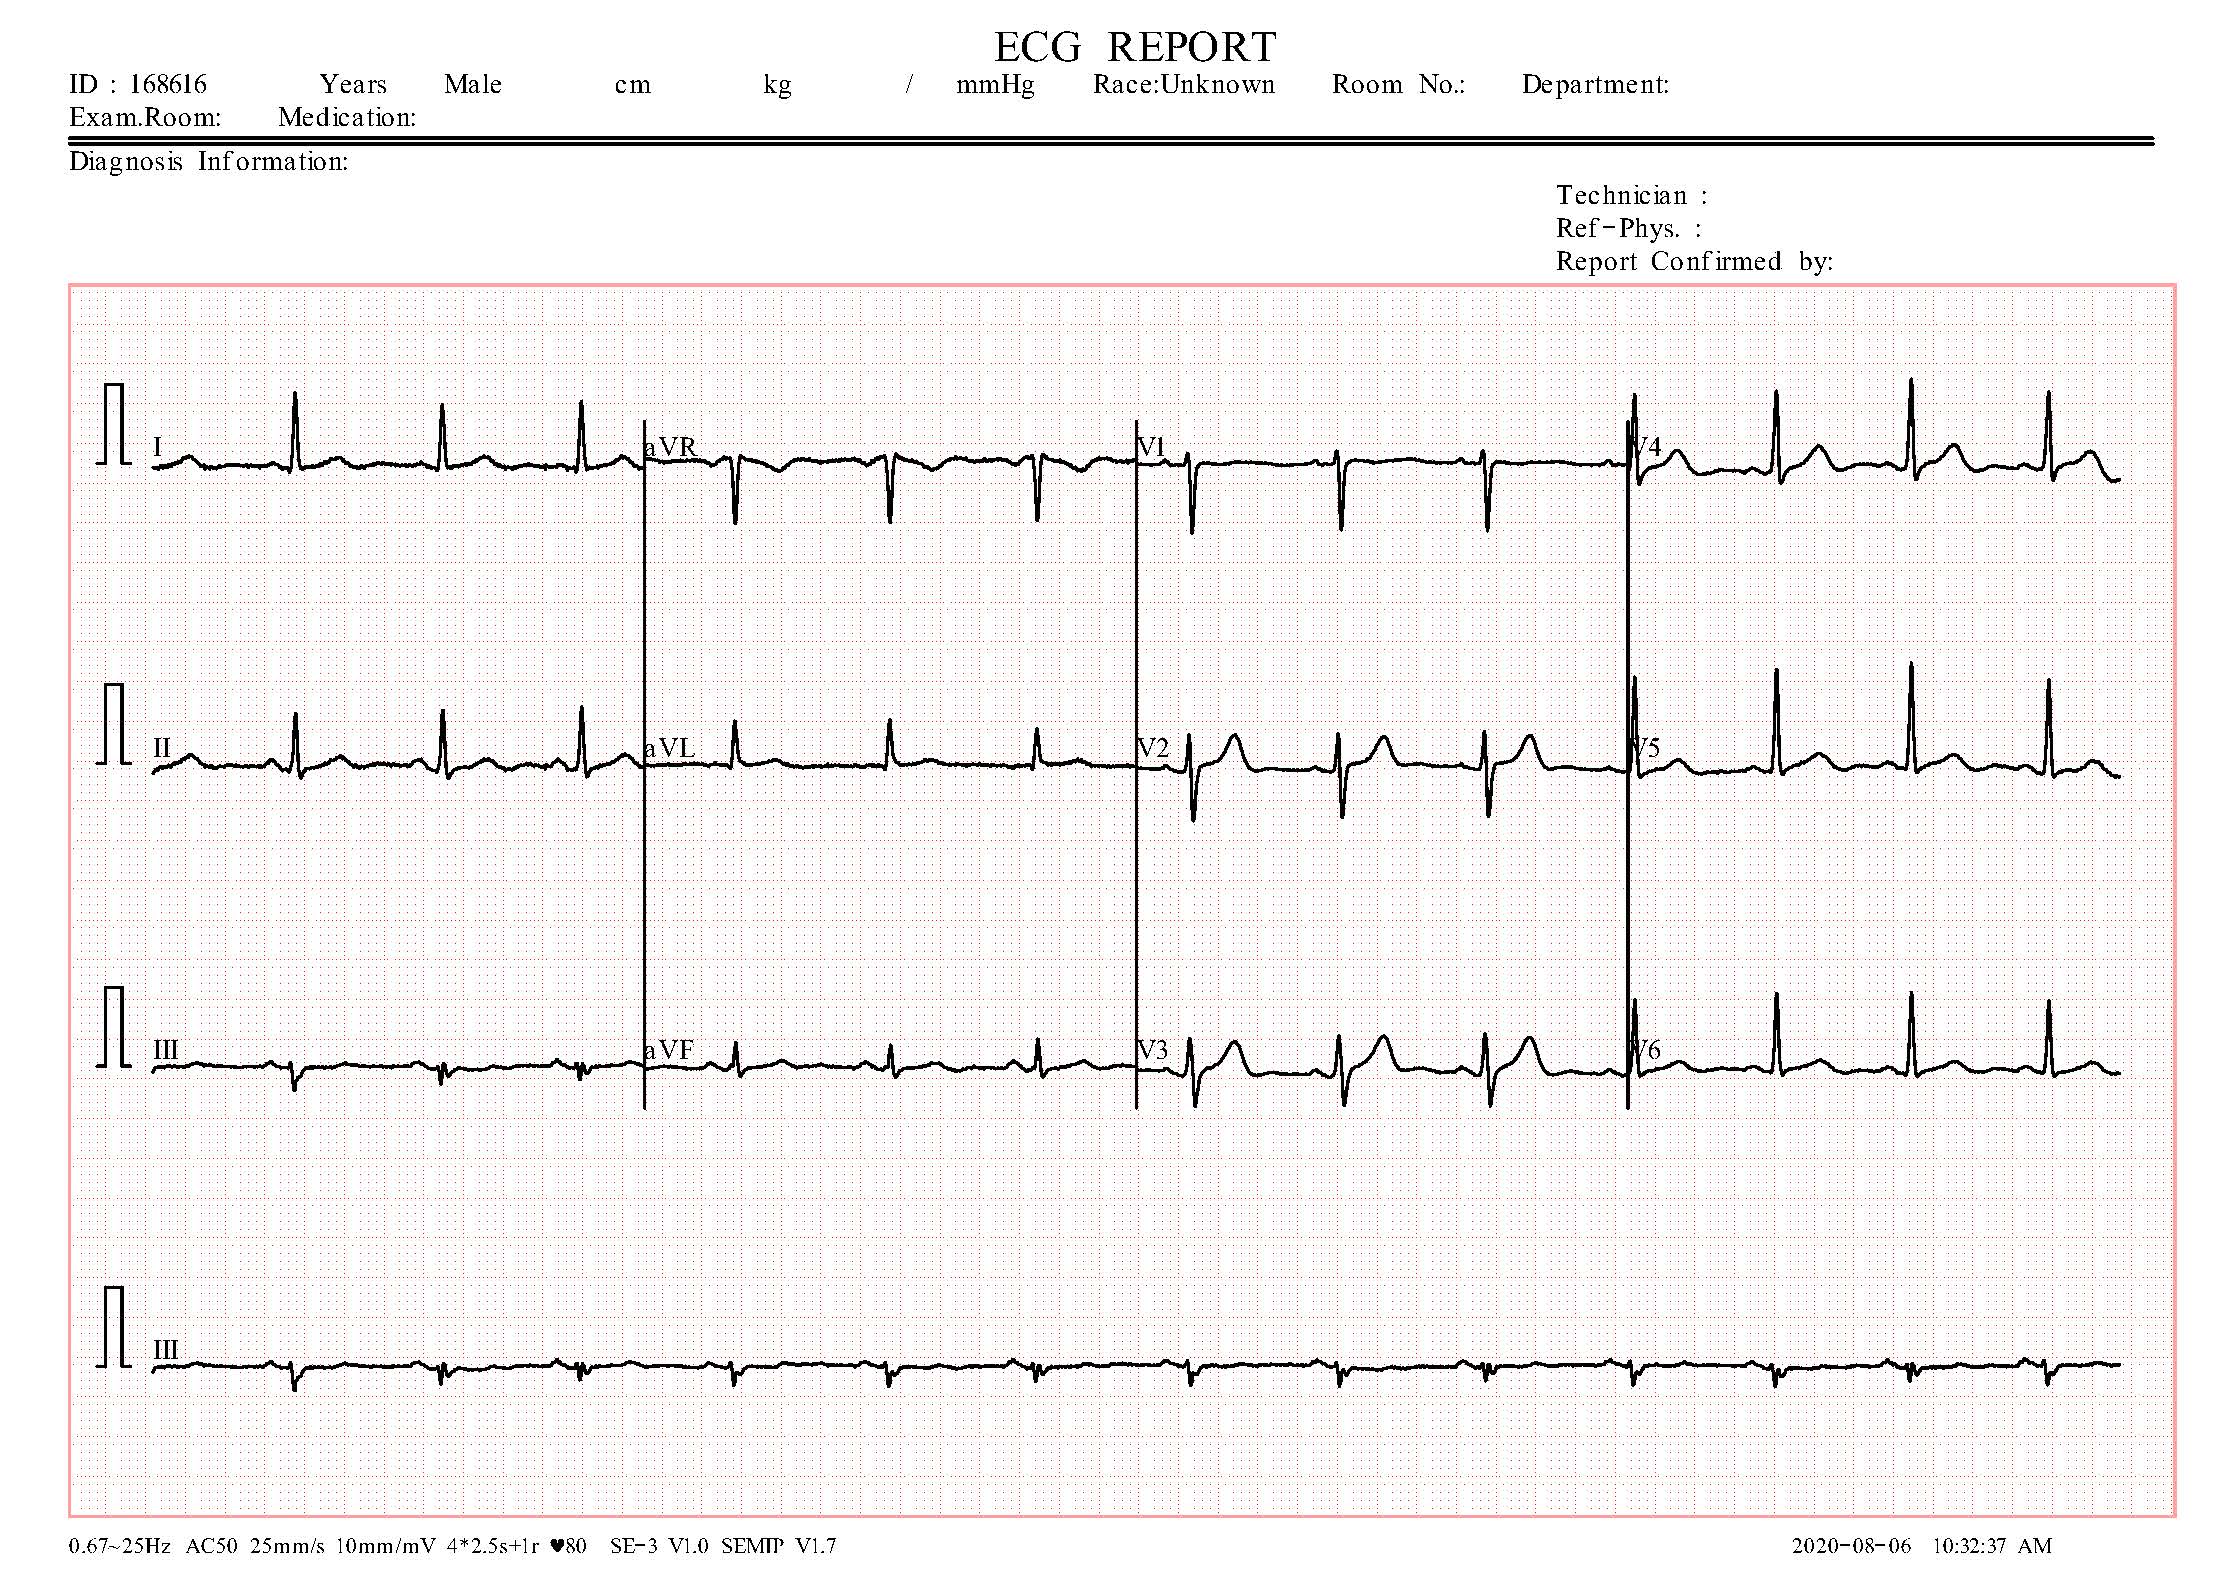 ECG REPORT
ID : 168616 Years Male cm kg / mmHg Race:Unknown Room No.: Department:
Exam.Room: Medication:
Diagnosis Information:
Technician :
Ref-Phys. :
Report Confirmed by:
I aVR V1 V4
II aVL V2 V5
III aVF V3 V6
III
0.67~25Hz AC50 25mm/s 10mm/mV 4*2.5s+1r ♥80 SE-3 V1.0 SEMIP V1.7 2020-08-06 10:32:37 AM